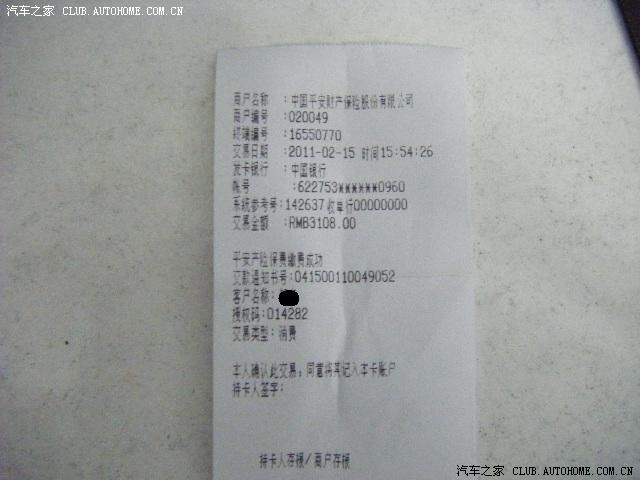 汽车之家 CLUB.AUTOHOME.COM.CN
商户名称 :中国平安财产保险股份有限公司
商户编号 :020049
终端编号 :16550770
交易日期 :2011-02-15 时间15:54:26
发卡银行 :中国银行
帐号 :622753******0960
系统参考号:142637 收单行00000000
交易金额 :RMB3108.00
平安产险保费缴费成功
交款通知书号:041500110049052
客户名称:
授权码:014282
交易类型: 消费
本人确认此交易,同意将其记入本卡账户
持卡人签字:
持卡人存根/商户存根
汽车之家 CLUB.AUTOHOME.COM.CN